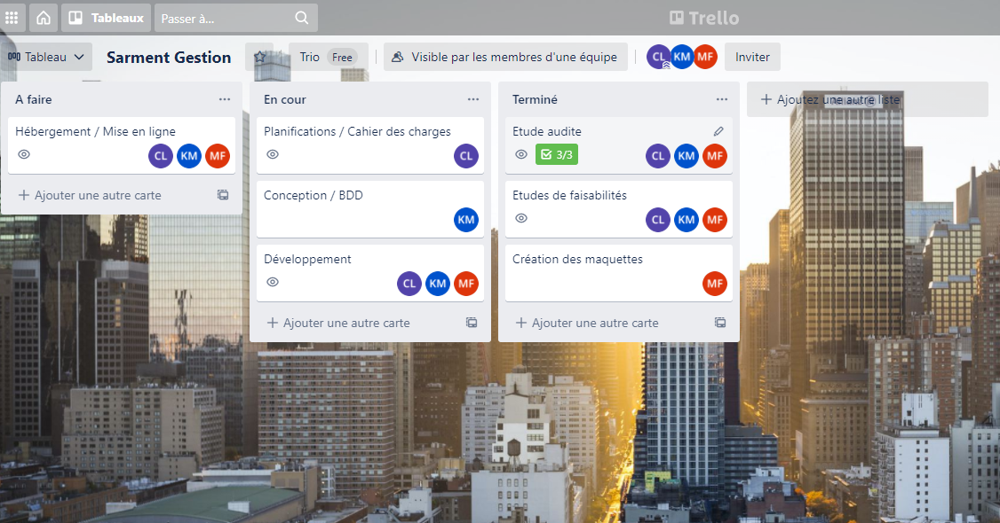 Tableaux
Passer à...
Trello
Tableau
Sarment Gestion
Trio Free
Visible par les membres d'une équipe
CL KM MF
Inviter
A faire
Hébergement / Mise en ligne
CL KM MF
Ajouter une autre carte
En cour
Planifications / Cahier des charges
CL
Conception / BDD
KM
Développement
CL KM MF
Ajouter une autre carte
Terminé
Etude audite
3/3
CL KM MF
Etudes de faisabilités
CL KM MF
Création des maquettes
MF
Ajouter une autre carte
Ajoutez une autre liste